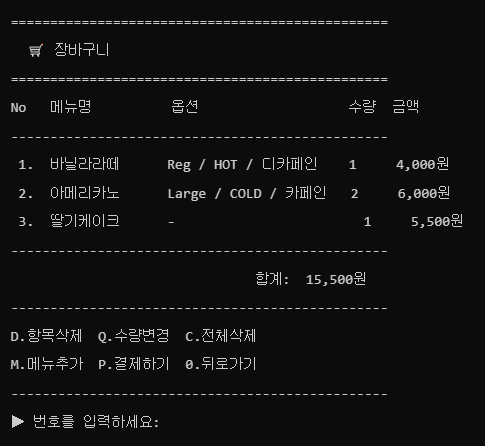 ================================================
🛒 장바구니
================================================
No   메뉴명          옵션                   수량  금액
------------------------------------------------
1.  바닐라라떼      Reg / HOT / 디카페인    1     4,000원
2.  아메리카노      Large / COLD / 카페인   2     6,000원
3.  딸기케이크      -                        1     5,500원
------------------------------------------------
합계:  15,500원
------------------------------------------------
D.항목삭제  Q.수량변경  C.전체삭제
M.메뉴추가  P.결제하기  0.뒤로가기
------------------------------------------------
▶ 번호를 입력하세요: